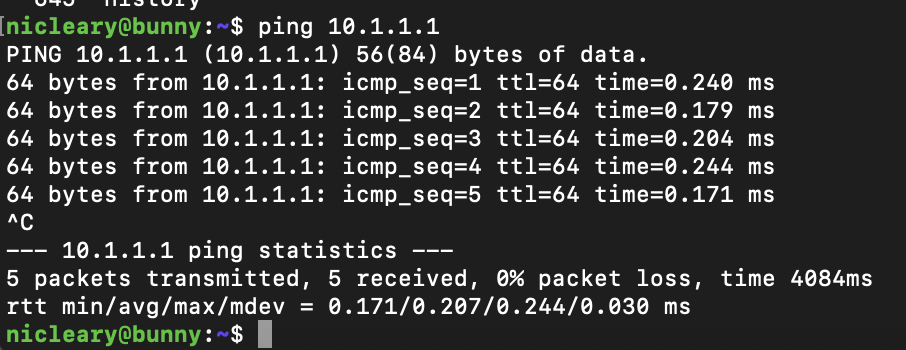 nicleary@bunny:~$ ping 10.1.1.1
PING 10.1.1.1 (10.1.1.1) 56(84) bytes of data.
64 bytes from 10.1.1.1: icmp_seq=1 ttl=64 time=0.240 ms
64 bytes from 10.1.1.1: icmp_seq=2 ttl=64 time=0.179 ms
64 bytes from 10.1.1.1: icmp_seq=3 ttl=64 time=0.204 ms
64 bytes from 10.1.1.1: icmp_seq=4 ttl=64 time=0.244 ms
64 bytes from 10.1.1.1: icmp_seq=5 ttl=64 time=0.171 ms
^C
--- 10.1.1.1 ping statistics ---
5 packets transmitted, 5 received, 0% packet loss, time 4084ms
rtt min/avg/max/mdev = 0.171/0.207/0.244/0.030 ms
nicleary@bunny:~$